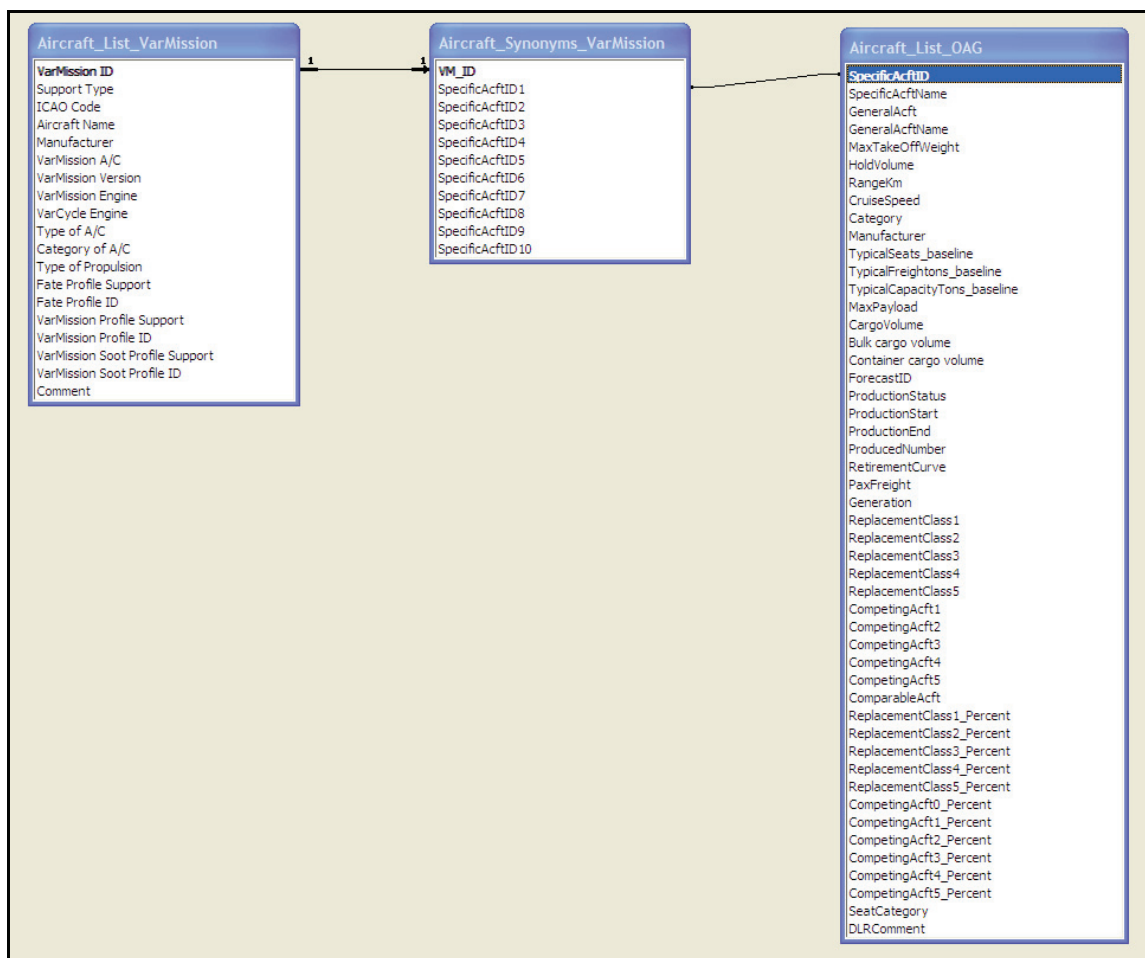 Aircraft_List_VarMission
VarMission ID
Support Type
ICAO Code
Aircraft Name
Manufacturer
VarMission A/C
VarMission Version
VarMission Engine
VarCycle Engine
Type of A/C
Category of A/C
Type of Propulsion
Fate Profile Support
Fate Profile ID
VarMission Profile Support
VarMission Profile ID
VarMission Soot Profile Support
VarMission Soot Profile ID
Comment
1
1
Aircraft_Synonyms_VarMission
VM_ID
SpecificAcftID1
SpecificAcftID2
SpecificAcftID3
SpecificAcftID4
SpecificAcftID5
SpecificAcftID6
SpecificAcftID7
SpecificAcftID8
SpecificAcftID9
SpecificAcftID10
Aircraft_List_OAG
SpecificAcftID
SpecificAcftName
GeneralAcft
GeneralAcftName
MaxTakeOffWeight
HoldVolume
RangeKm
CruiseSpeed
Category
Manufacturer
TypicalSeats_baseline
TypicalFreightons_baseline
TypicalCapacityTons_baseline
MaxPayload
CargoVolume
Bulk cargo volume
Container cargo volume
ForecastID
ProductionStatus
ProductionStart
ProductionEnd
ProducedNumber
RetirementCurve
PaxFreight
Generation
ReplacementClass1
ReplacementClass2
ReplacementClass3
ReplacementClass4
ReplacementClass5
CompetingAcft1
CompetingAcft2
CompetingAcft3
CompetingAcft4
CompetingAcft5
ComparableAcft
ReplacementClass1_Percent
ReplacementClass2_Percent
ReplacementClass3_Percent
ReplacementClass4_Percent
ReplacementClass5_Percent
CompetingAcft0_Percent
CompetingAcft1_Percent
CompetingAcft2_Percent
CompetingAcft3_Percent
CompetingAcft4_Percent
CompetingAcft5_Percent
SeatCategory
DLRComment